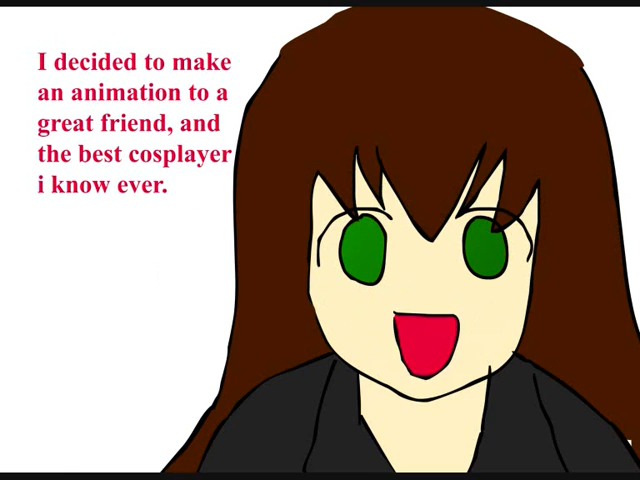 I decided to make
an animation to a
great friend, and
the best cosplayer
i know ever.